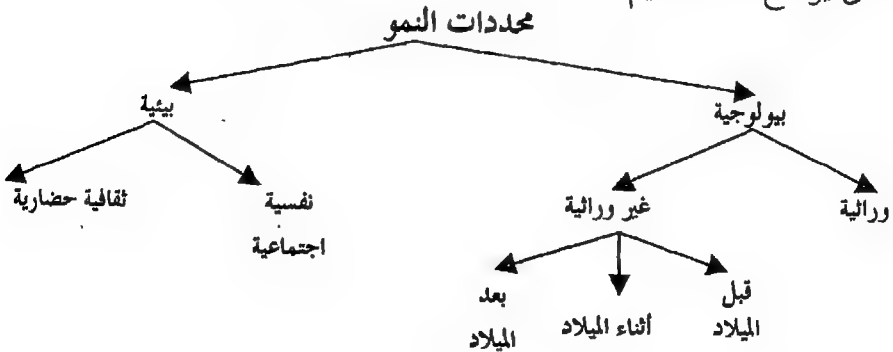 محددات النمو
بيولوجية
بيئية
وراثية
غير وراثية
نفسية
اجتماعية
ثقافية حضارية
قبل
الميلاد
أثناء الميلاد
بعد
الميلاد